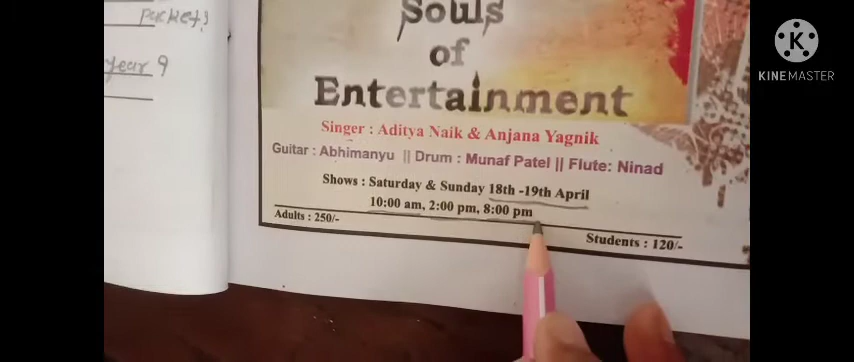 Packets
year 9
Souls
of
Entertainment
Singer : Aditya Naik & Anjana Yagnik
Guitar : Abhimanyu || Drum : Munaf Patel || Flute: Ninad
Shows : Saturday & Sunday 18th -19th April
10:00 am, 2:00 pm, 8:00 pm
Adults : 250/-
Students : 120/-
K
KINEMASTER